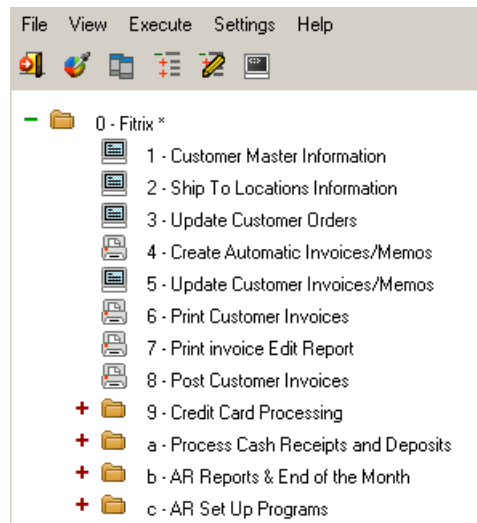 File View Execute Settings Help
0 - Fitrix *
1 - Customer Master Information
2 - Ship To Locations Information
3 - Update Customer Orders
4 - Create Automatic Invoices/Memos
5 - Update Customer Invoices/Memos
6 - Print Customer Invoices
7 - Print invoice Edit Report
8 - Post Customer Invoices
9 - Credit Card Processing
a - Process Cash Receipts and Deposits
b - AR Reports & End of the Month
c - AR Set Up Programs